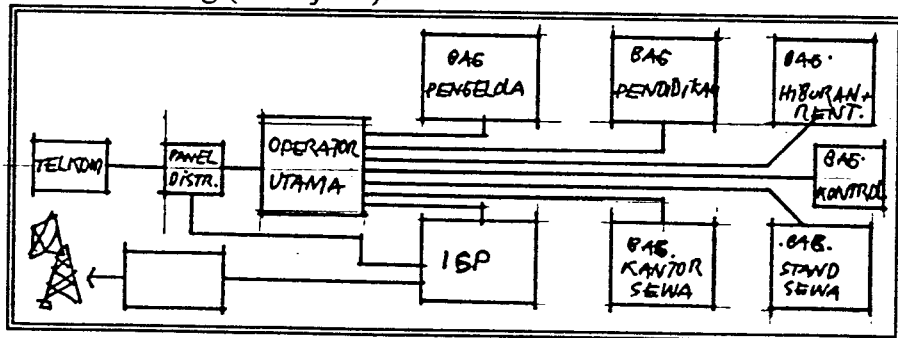 BAG
PENGELOLA
BAG
PENDIDIKAN
BAG.
HIBURAN +
RENT.
TELKOM
PANEL
DISTR.
OPERATOR
UTAMA
BAG.
KONTROL
ISP
BAG.
KANTOR
SEWA
BAG.
STAND
SEWA